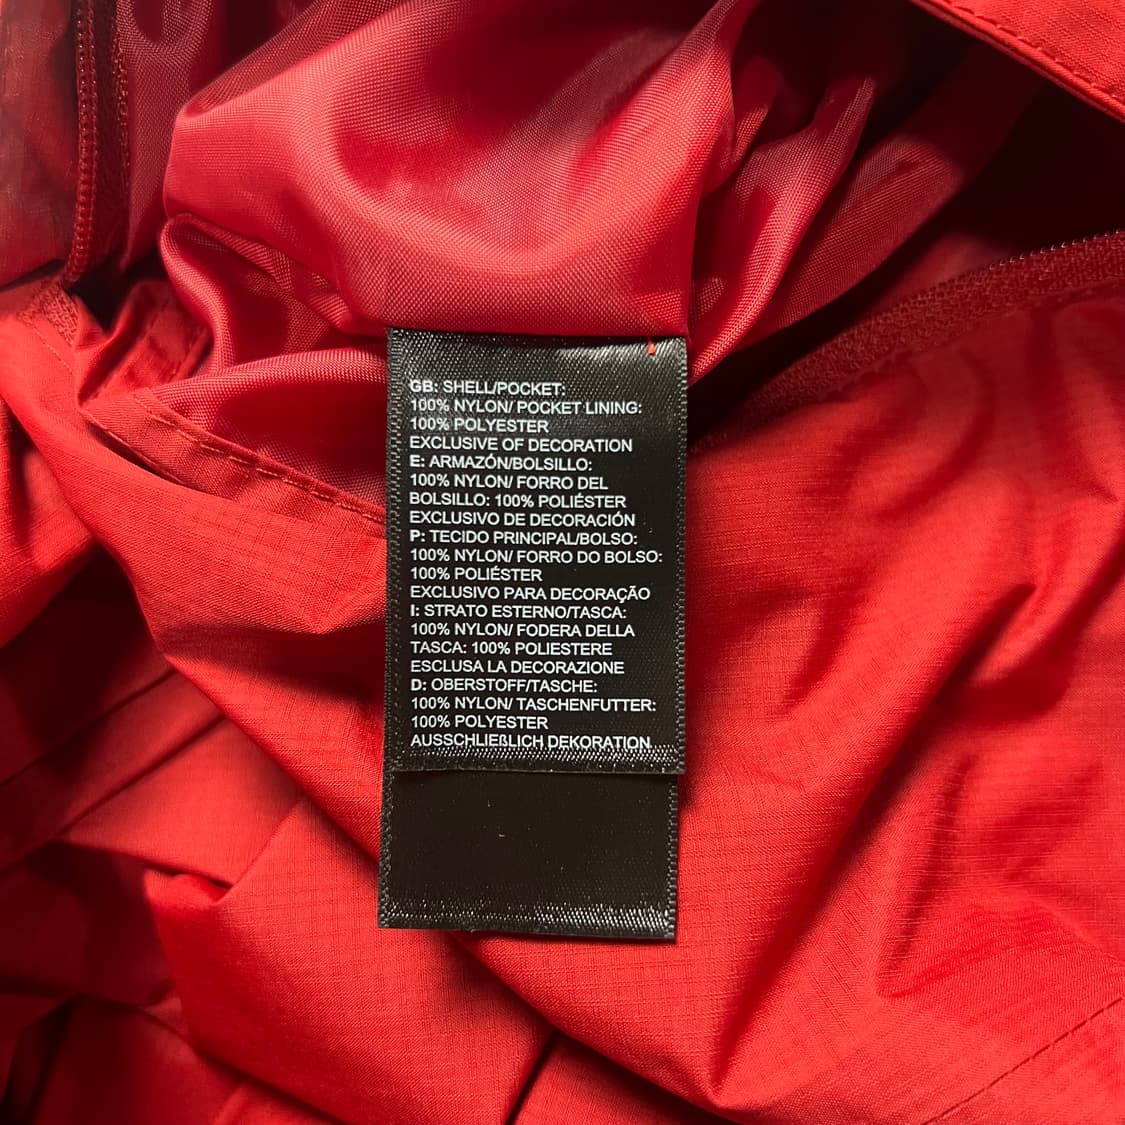 GB: SHELL/POCKET:
100% NYLON/ POCKET LINING:
100% POLYESTER
EXCLUSIVE OF DECORATION
E: ARMAZÓN/BOLSILLO:
100% NYLON/ FORRO DEL
BOLSILLO: 100% POLIÉSTER
EXCLUSIVO DE DECORACIÓN
P: TECIDO PRINCIPAL/BOLSO:
100% NYLON/ FORRO DO BOLSO:
100% POLIÉSTER
EXCLUSIVO PARA DECORAÇÃO
I: STRATO ESTERNO/TASCA:
100% NYLON/ FODERA DELLA
TASCA: 100% POLIESTERE
ESCLUSA LA DECORAZIONE
D: OBERSTOFF/TASCHE:
100% NYLON/ TASCHENFUTTER:
100% POLYESTER
AUSSCHLIEßLICH DEKORATION